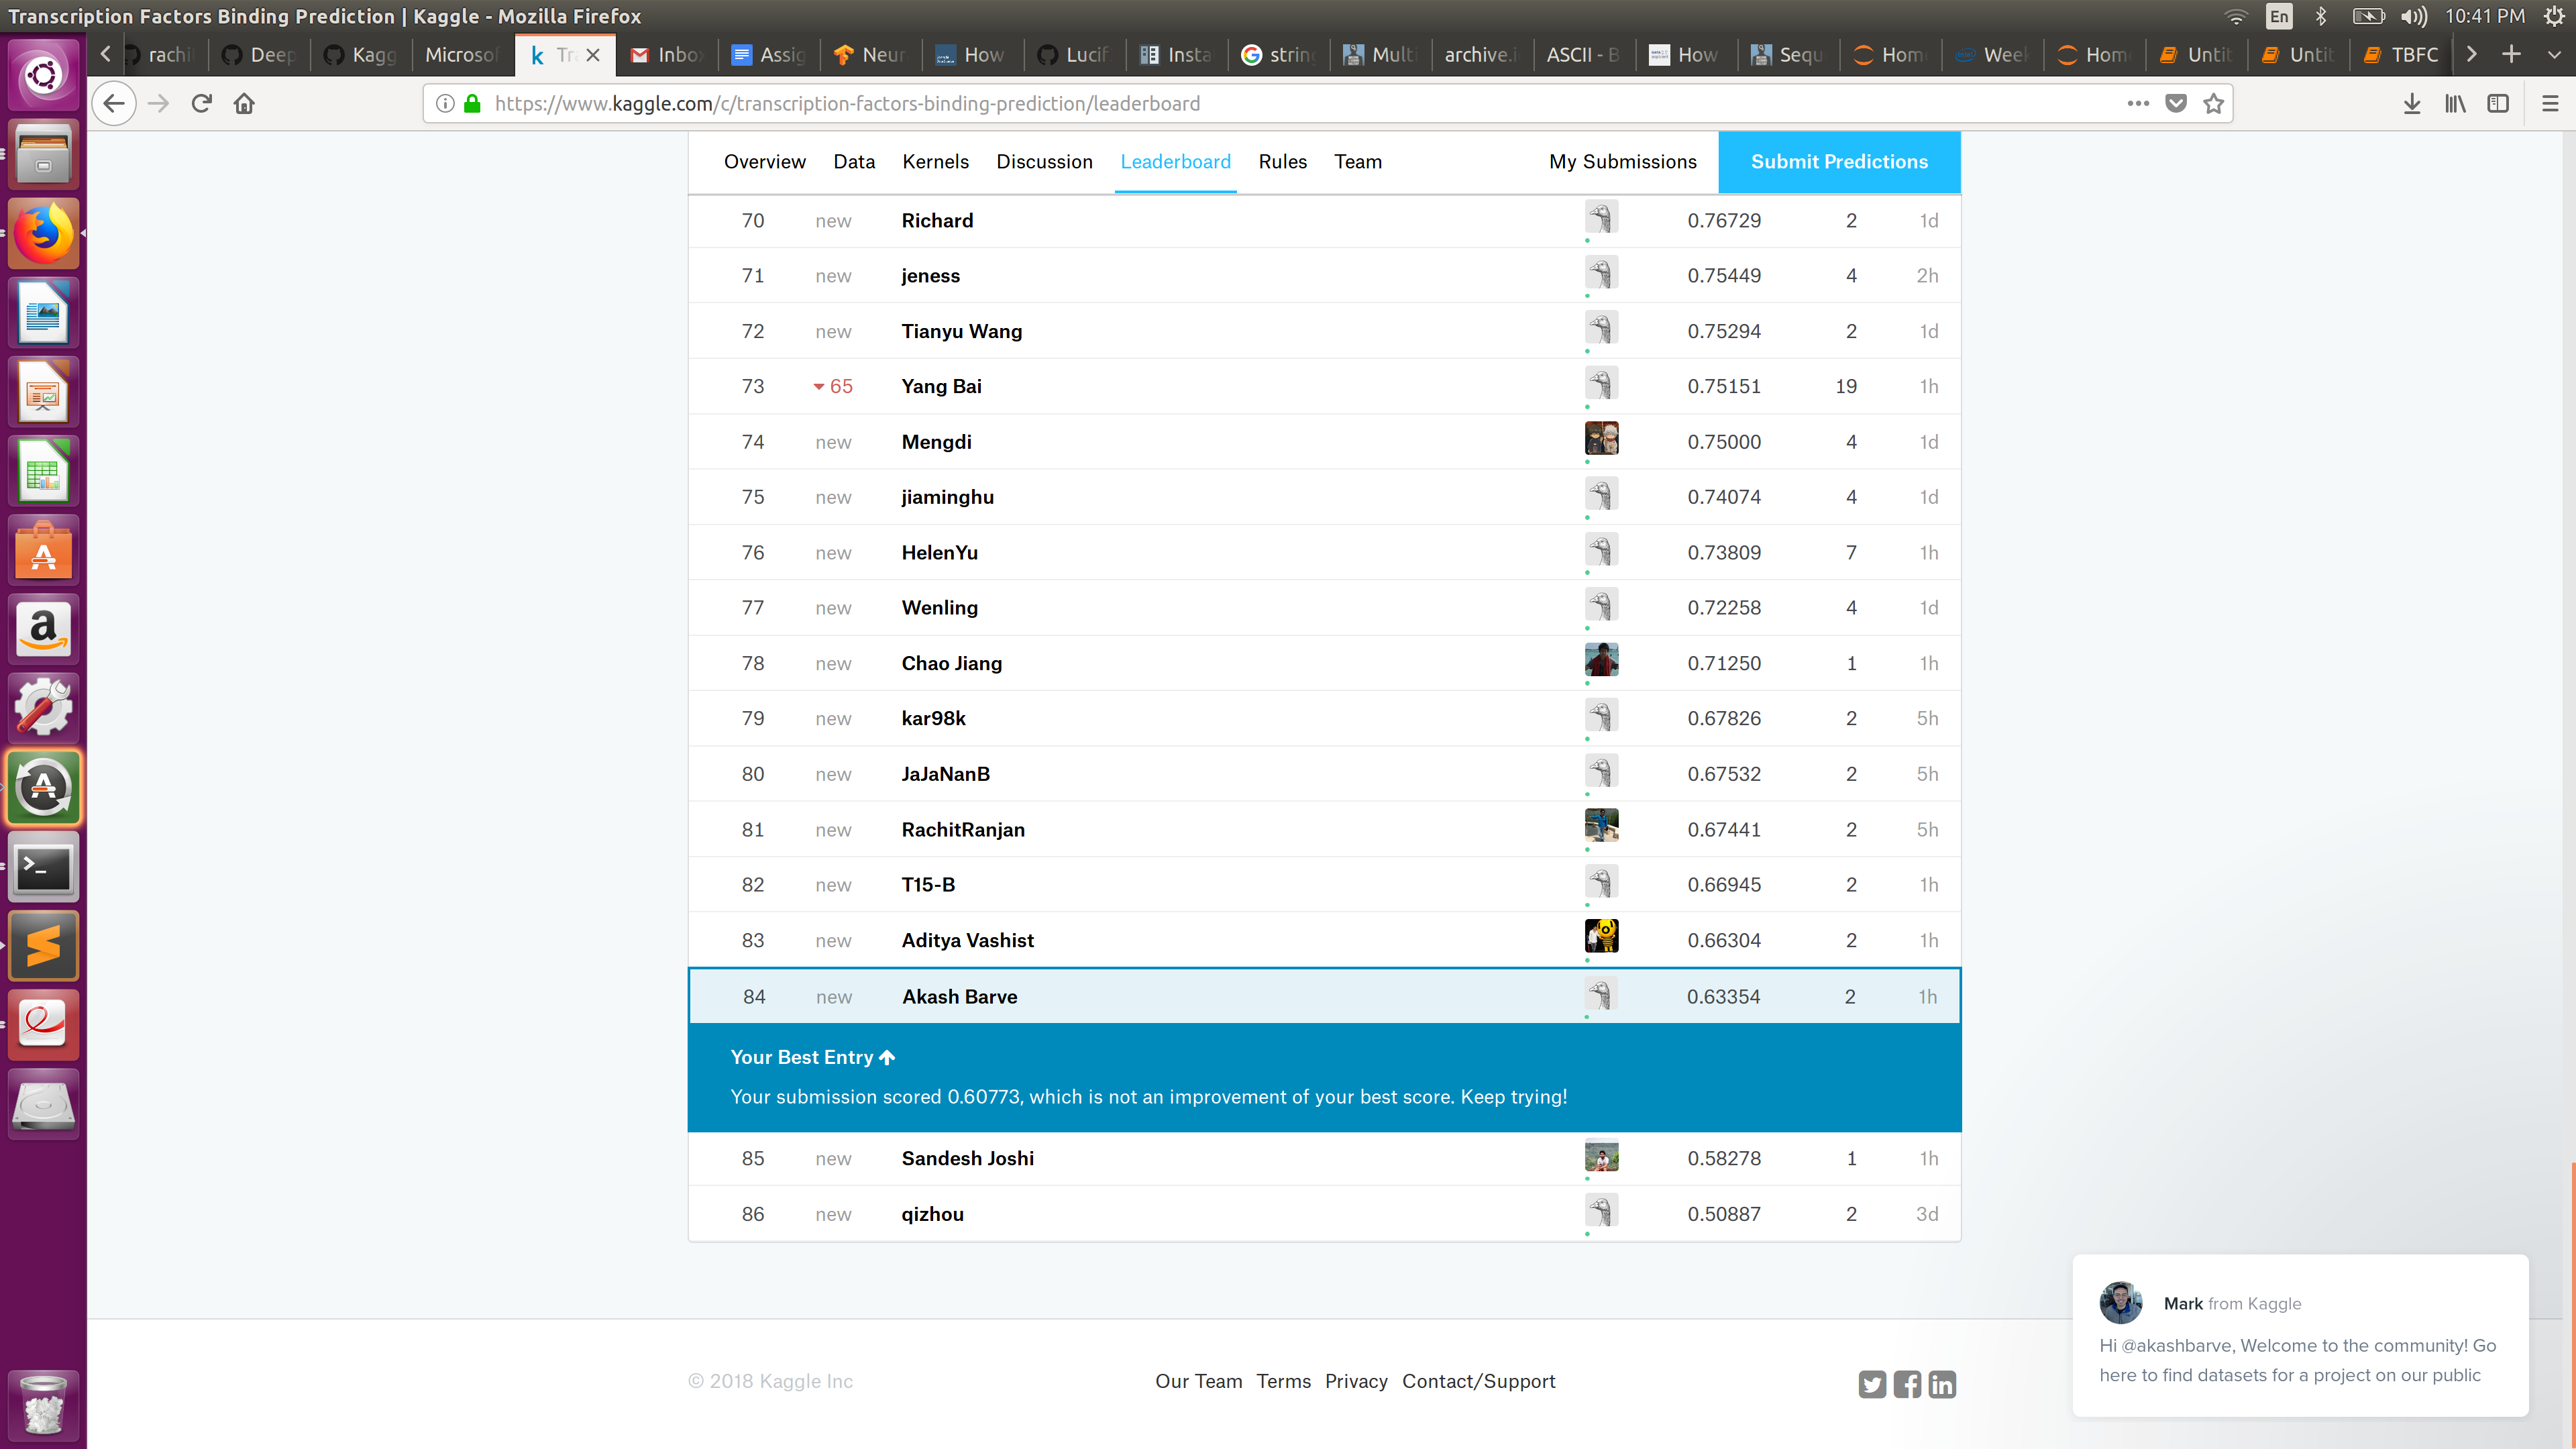 Transcription Factors Binding Prediction | Kaggle - Mozilla Firefox
En 10:41 PM
rachi Deep Kagg Microsof Tra Inbo Assig Neur How Lucif Insta string Multi archive.i ASCII - B How Sequ Hom Week Hom Untit Untit TBFC
https://www.kaggle.com/c/transcription-factors-binding-prediction/leaderboard
Overview Data Kernels Discussion Leaderboard Rules Team My Submissions Submit Predictions
70 new Richard 0.76729 2 1d
71 new jeness 0.75449 4 2h
72 new Tianyu Wang 0.75294 2 1d
73 65 Yang Bai 0.75151 19 1h
74 new Mengdi 0.75000 4 1d
75 new jiaminghu 0.74074 4 1d
76 new HelenYu 0.73809 7 1h
77 new Wenling 0.72258 4 1d
78 new Chao Jiang 0.71250 1 1h
79 new kar98k 0.67826 2 5h
80 new JaJaNanB 0.67532 2 5h
81 new RachitRanjan 0.67441 2 5h
82 new T15-B 0.66945 2 1h
83 new Aditya Vashist 0.66304 2 1h
84 new Akash Barve 0.63354 2 1h
Your Best Entry
Your submission scored 0.60773, which is not an improvement of your best score. Keep trying!
85 new Sandesh Joshi 0.58278 1 1h
86 new qizhou 0.50887 2 3d
Mark from Kaggle
Hi @akashbarve, Welcome to the community! Go
here to find datasets for a project on our public
© 2018 Kaggle Inc Our Team Terms Privacy Contact/Support